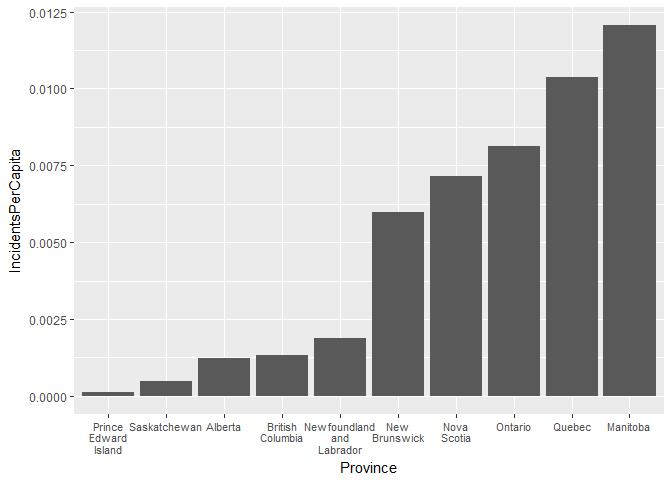 0.0125
0.0100
0.0075
0.0050
0.0025
0.0000
IncidentsPerCapita
Prince
Edward
Island
Saskatchewan
Alberta
British
Columbia
Newfoundland
and
Labrador
New
Brunswick
Nova
Scotia
Ontario
Quebec
Manitoba
Province